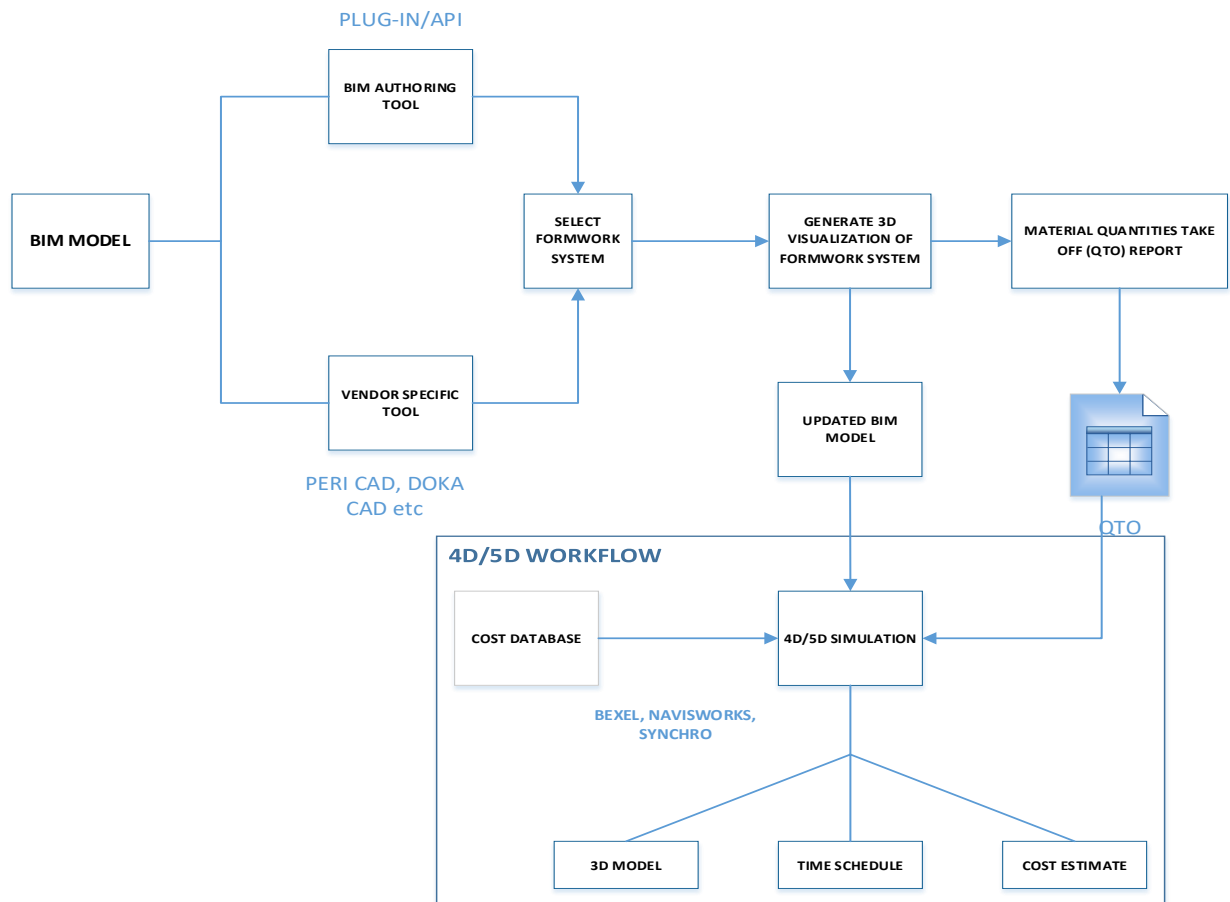 PLUG-IN/API
BIM AUTHORING
TOOL
BIM MODEL
SELECT
FORMWORK
SYSTEM
GENERATE 3D
VISUALIZATION OF
FORMWORK SYSTEM
MATERIAL QUANTITIES TAKE
OFF (QTO) REPORT
VENDOR SPECIFIC
TOOL
PERI CAD, DOKA
CAD etc
UPDATED BIM
MODEL
QTO
4D/5D WORKFLOW
COST DATABASE
4D/5D SIMULATION
BEXEL, NAVISWORKS,
SYNCHRO
3D MODEL
TIME SCHEDULE
COST ESTIMATE